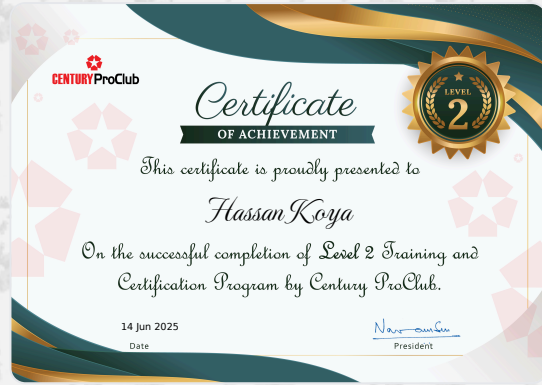 CENTURY ProClub
Certificate
OF ACHIEVEMENT
LEVEL
2
This certificate is proudly presented to
Hassan Koya
On the successful completion of Level 2 Training and
Certification Program by Century ProClub.
14 Jun 2025
Date
President